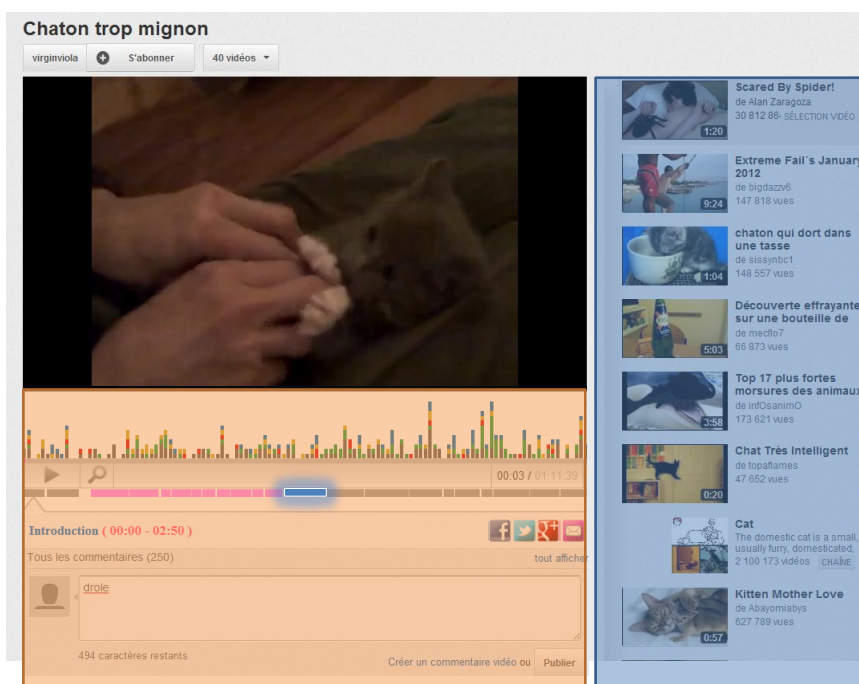 Chaton trop mignon
virginviola
S'abonner
40 vidéos
00:03 / 01:11:39
Introduction ( 00:00 - 02:50 )
Tous les commentaires (250)
tout afficher
drole
494 caractères restants
Créer un commentaire vidéo ou
Publier
Scared By Spider!
de Alan Zaragoza
30 812 86· SÉLECTION VIDÉO
1:20
Extreme Fail´s January
2012
de bigdazzv6
147 818 vues
9:24
chaton qui dort dans
une tasse
de sissynbc1
148 557 vues
1:04
Découverte effrayante
sur une bouteille de
de mecflo7
66 873 vues
5:03
Top 17 plus fortes
morsures des animaux
de infOsanimO
173 621 vues
3:58
Chat Très Intelligent
de topaflames
47 652 vues
0:20
Cat
The domestic cat is a small,
usually furry, domesticated,
2 100 173 vidéos CHAÎNE
Kitten Mother Love
de Abayomiabys
627 789 vues
0:57